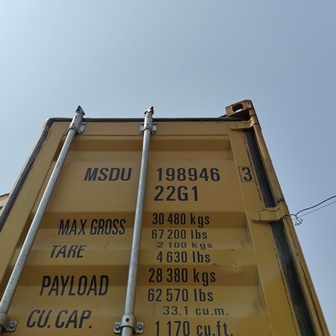 MSDU 198946 3
22G1
MAX GROSS 30 480 kgs
67 200 lbs
TARE 2 100 kgs
4 630 lbs
PAYLOAD 28 380 kgs
62 570 lbs
CU.CAP. 33.1 cu.m.
1 170 cu.ft.